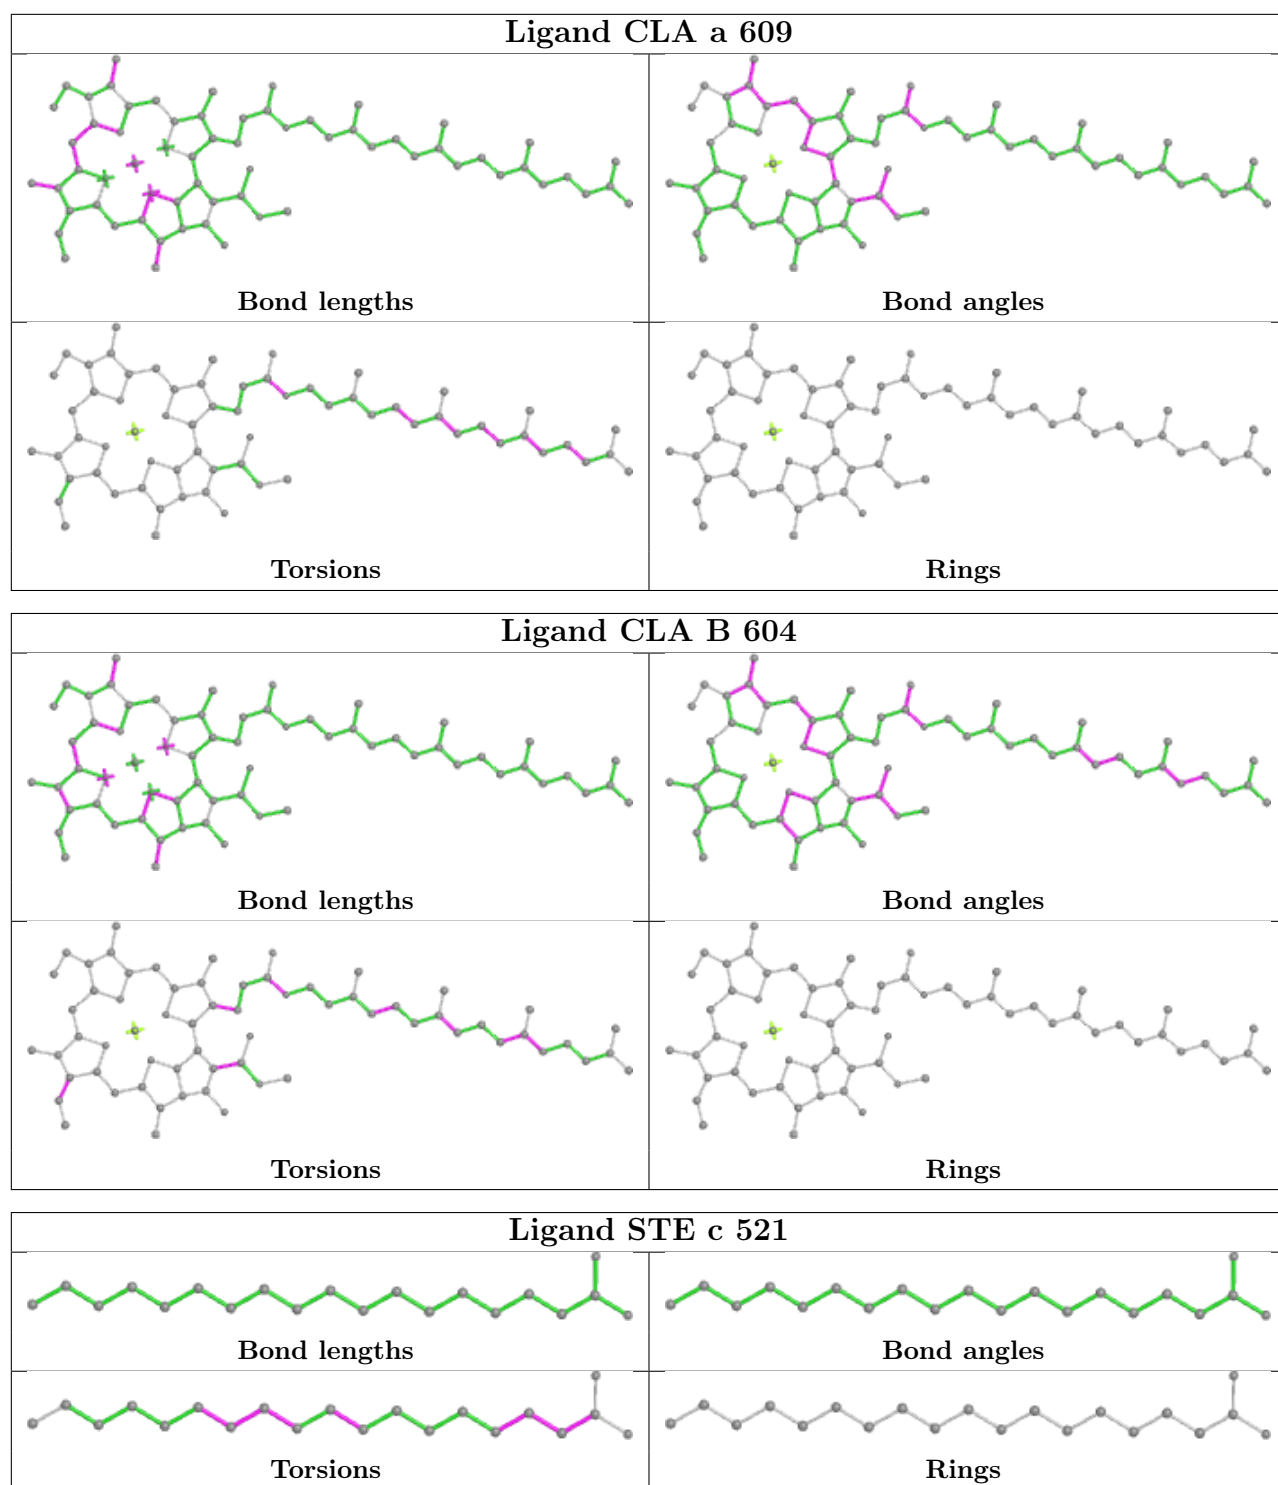 Ligand CLA a 609
Bond lengths
Bond angles
Torsions
Rings
Ligand CLA B 604
Bond lengths
Bond angles
Torsions
Rings
Ligand STE c 521
Bond lengths
Bond angles
Torsions
Rings